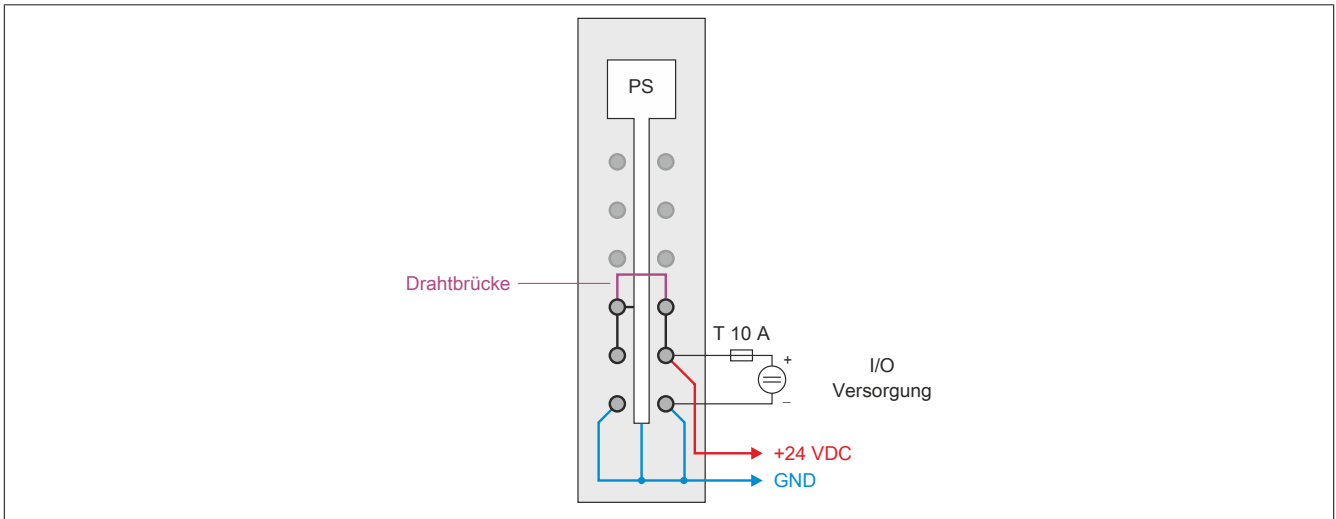 PS
Drahtbrücke
T 10 A
+
I/O
Versorgung
–
+24 VDC
GND